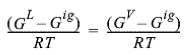 (G^L – G^ig) / RT = (G^V – G^ig) / RT